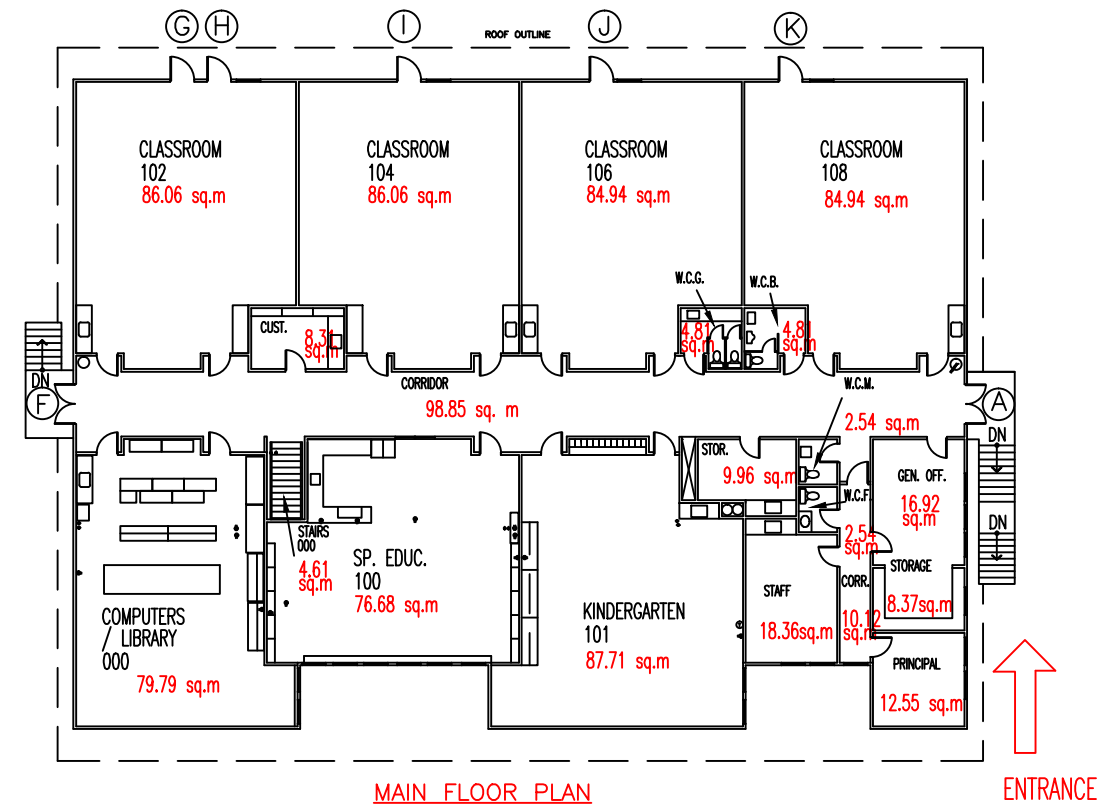 G H I J K
ROOF OUTLINE
CLASSROOM
102
86.06 sq.m
CLASSROOM
104
86.06 sq.m
CLASSROOM
106
84.94 sq.m
CLASSROOM
108
84.94 sq.m
W.C.G.
W.C.B.
CUST.
8.31
sq.m
4.81
sq.m
4.81
sq.m
DN
F
CORRIDOR
98.85 sq. m
W.C.M.
2.54 sq.m
A
DN
STOR.
9.96 sq.m
GEN. OFF.
16.92
sq.m
W.C.F.
2.54
sq.m
DN
STAIRS
000
4.61
sq.m
SP. EDUC.
100
76.68 sq.m
STORAGE
8.37sq.m
CORR.
10.12
sq.m
STAFF
18.36sq.m
COMPUTERS
/ LIBRARY
000
79.79 sq.m
KINDERGARTEN
101
87.71 sq.m
PRINCIPAL
12.55 sq.m
MAIN FLOOR PLAN
ENTRANCE